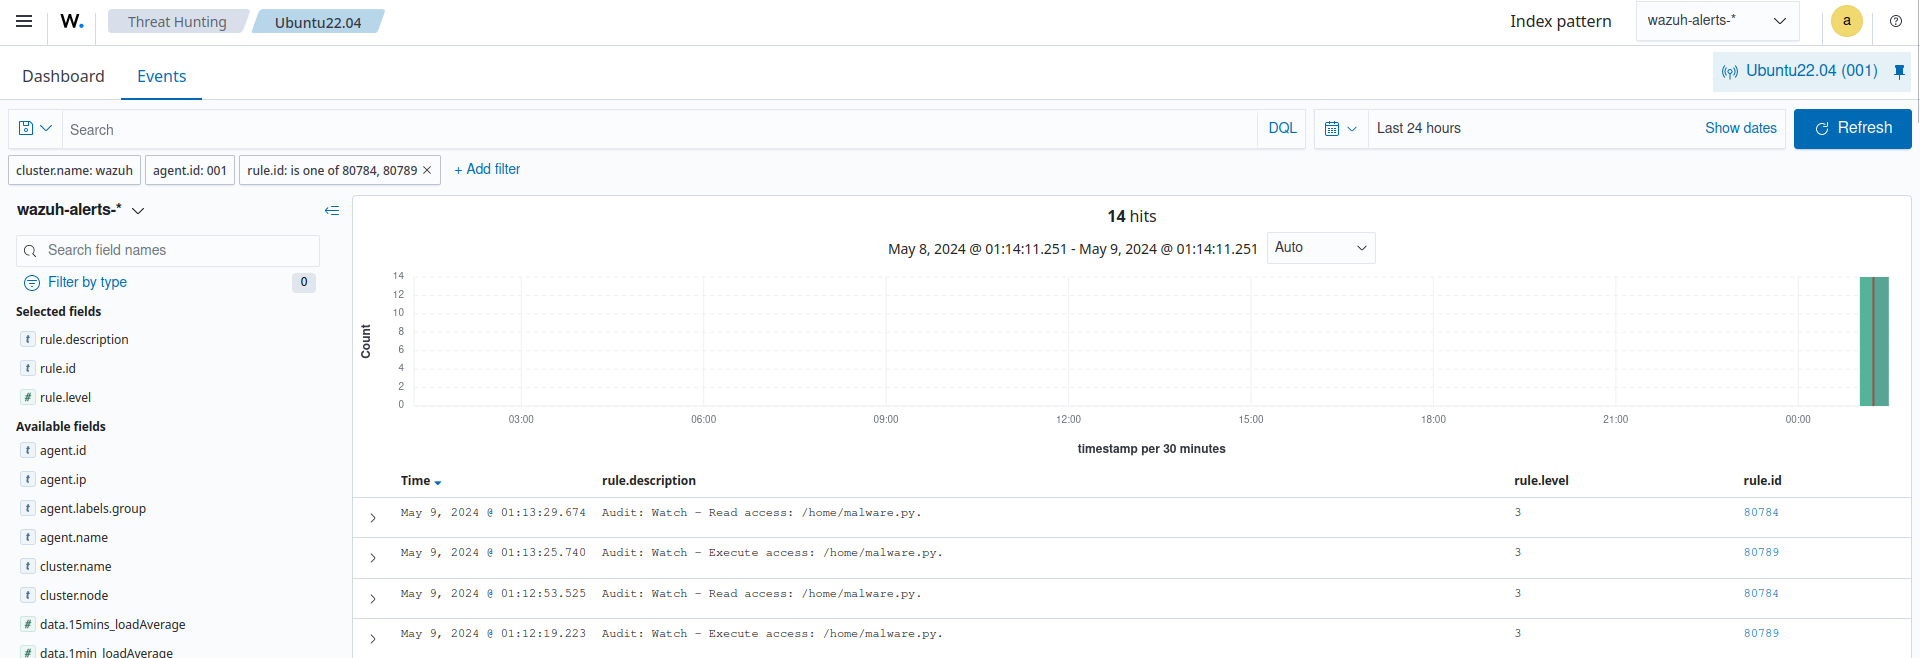 W. Threat Hunting Ubuntu22.04 Index pattern wazuh-alerts-* a
Dashboard Events Ubuntu22.04 (001)
Search DQL Last 24 hours Show dates Refresh
cluster.name: wazuh agent.id: 001 rule.id: is one of 80784, 80789 × + Add filter
wazuh-alerts-*
Search field names
Filter by type 0
Selected fields
t rule.description
t rule.id
# rule.level
Available fields
t agent.id
t agent.ip
t agent.labels.group
t agent.name
t cluster.name
t cluster.node
# data.15mins_loadAverage
data.1min_loadAverage
14 hits
May 8, 2024 @ 01:14:11.251 - May 9, 2024 @ 01:14:11.251 Auto
Count
14
12
10
8
6
4
2
0
03:00 06:00 09:00 12:00 15:00 18:00 21:00 00:00
timestamp per 30 minutes
Time rule.description rule.level rule.id
May 9, 2024 @ 01:13:29.674 Audit: Watch - Read access: /home/malware.py. 3 80784
May 9, 2024 @ 01:13:25.740 Audit: Watch - Execute access: /home/malware.py. 3 80789
May 9, 2024 @ 01:12:53.525 Audit: Watch - Read access: /home/malware.py. 3 80784
May 9, 2024 @ 01:12:19.223 Audit: Watch - Execute access: /home/malware.py. 3 80789